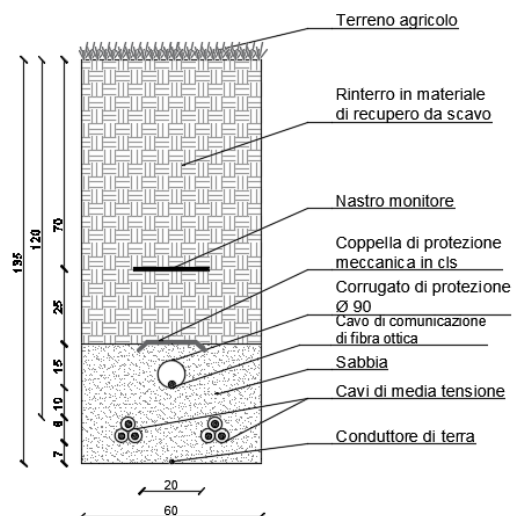 Terreno agricolo
Rinterro in materiale
di recupero da scavo
Nastro monitore
Coppella di protezione
meccanica in cls
Corrugato di protezione
Ø 90
Cavo di comunicazione
di fibra ottica
Sabbia
Cavi di media tensione
Conduttore di terra
135
120
70
25
15
10
8
7
20
60